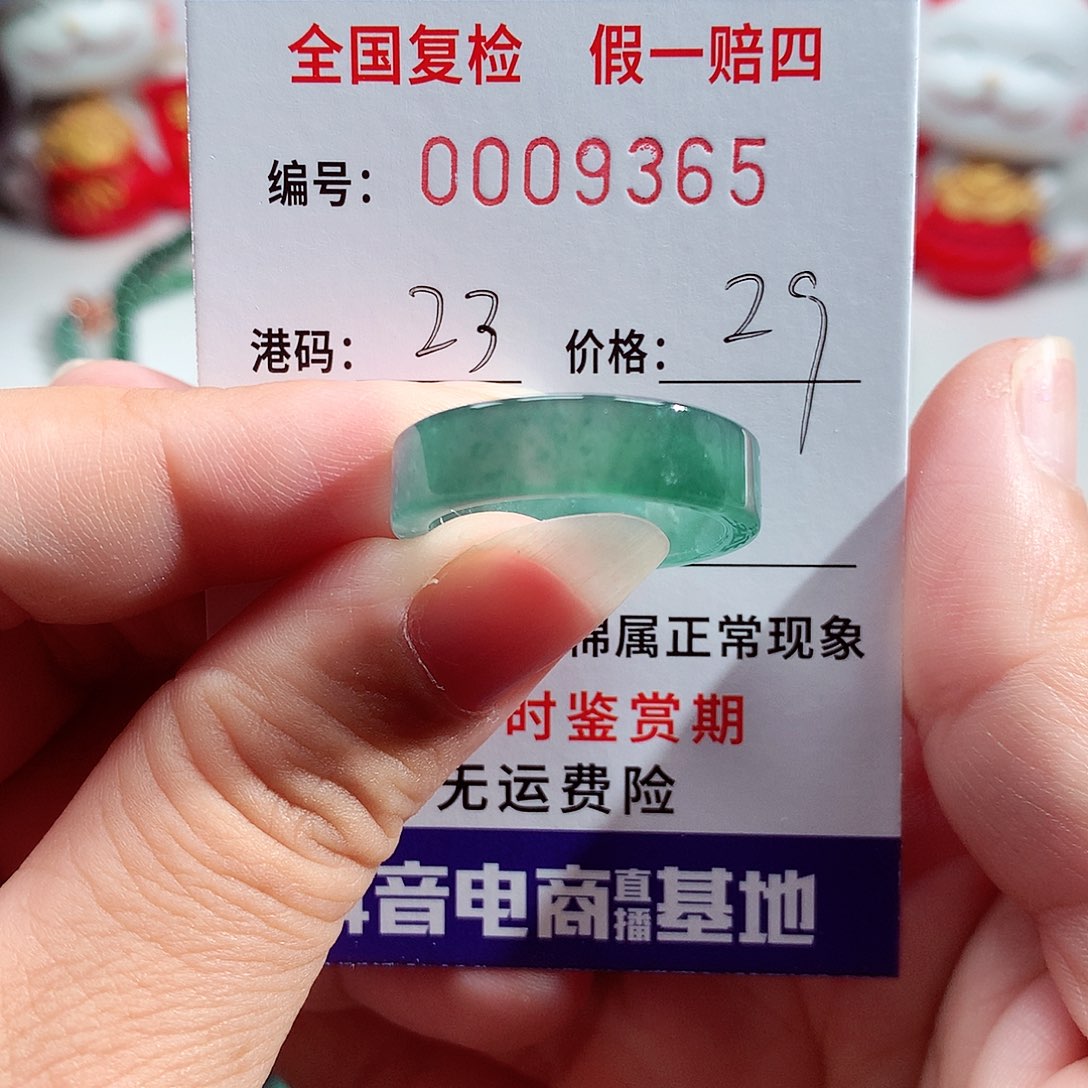 全国复检 假一赔四
编号: 0009365
港码: 23 价格: 29
棉属正常现象
时鉴赏期
无运费险
音电商直播基地